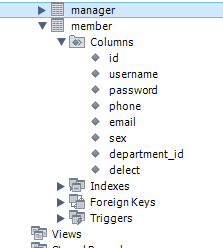 manager
member
Columns
id
username
password
phone
email
sex
department_id
delect
Indexes
Foreign Keys
Triggers
Views